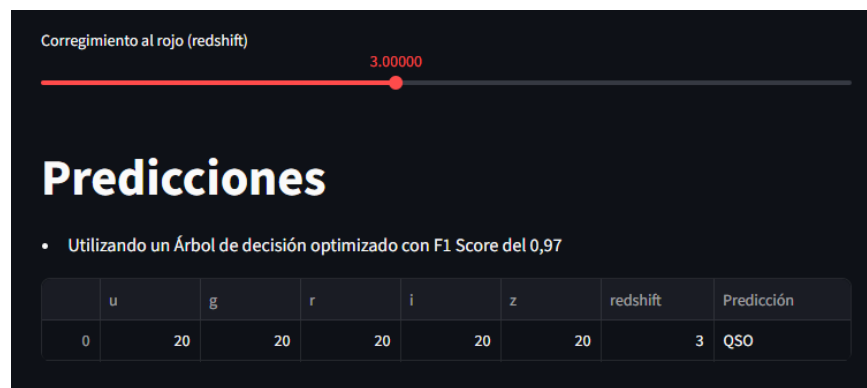 Corregimiento al rojo (redshift)
3.00000
Predicciones
• Utilizando un Árbol de decisión optimizado con F1 Score del 0,97
u g r i z redshift Predicción
0 20 20 20 20 20 3 QSO